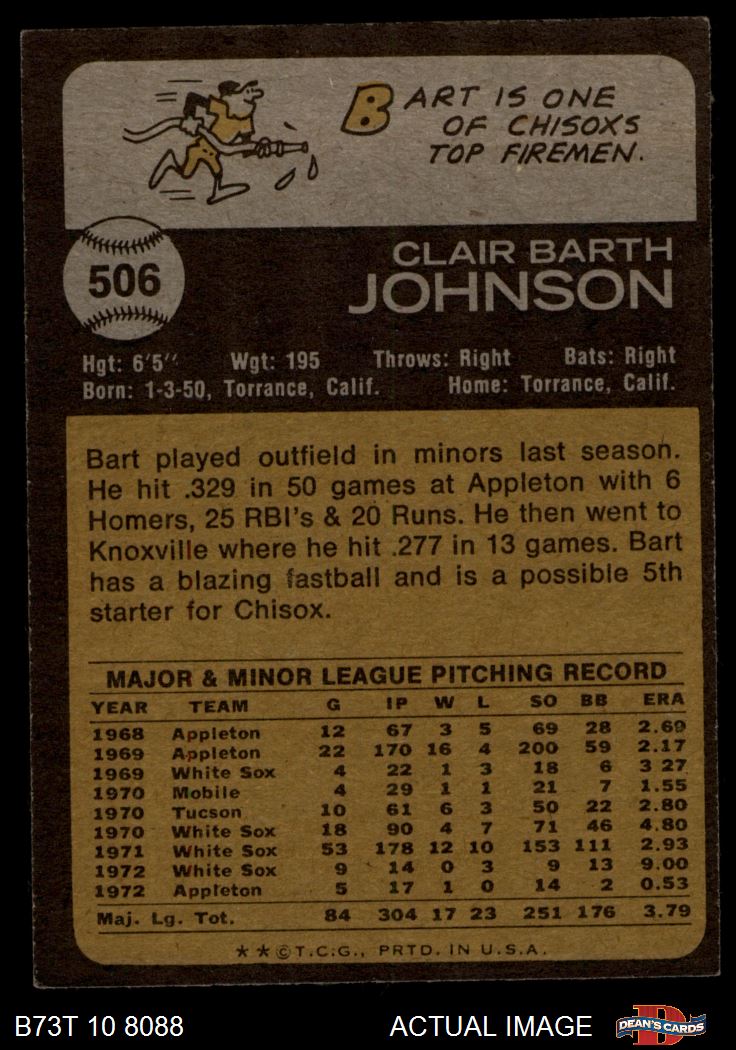 BART IS ONE
OF CHISOXS
TOP FIREMEN.
506
CLAIR BARTH
JOHNSON
Hgt: 6'5" Wgt: 195 Throws: Right Bats: Right
Born: 1-3-50, Torrance, Calif. Home: Torrance, Calif.
Bart played outfield in minors last season.
He hit .329 in 50 games at Appleton with 6
Homers, 25 RBI's & 20 Runs. He then went to
Knoxville where he hit .277 in 13 games. Bart
has a blazing fastball and is a possible 5th
starter for Chisox.
MAJOR & MINOR LEAGUE PITCHING RECORD
YEAR TEAM G IP W L SO BB ERA
1968 Appleton 12 67 3 5 69 28 2.69
1969 Appleton 22 170 16 4 200 59 2.17
1969 White Sox 4 22 1 3 18 6 3 27
1970 Mobile 4 29 1 1 21 7 1.55
1970 Tucson 10 61 6 3 50 22 2.80
1970 White Sox 18 90 4 7 71 46 4.80
1971 White Sox 53 178 12 10 153 111 2.93
1972 White Sox 9 14 0 3 9 13 9.00
1972 Appleton 5 17 1 0 14 2 0.53
Maj. Lg. Tot. 84 304 17 23 251 176 3.79
★★©T.C.G., PRTD. IN U.S.A.
B73T 10 8088 ACTUAL IMAGE D DEAN'S CARDS